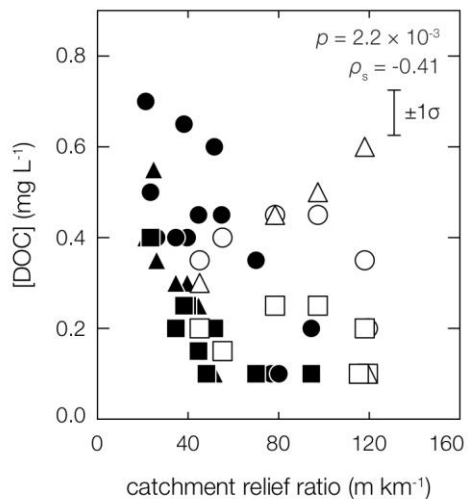 p = 2.2 × 10⁻³
ρₛ = -0.41
±1σ
0.8
0.6
0.4
0.2
0.0
[DOC] (mg L⁻¹)
0 40 80 120 160
catchment relief ratio (m km⁻¹)